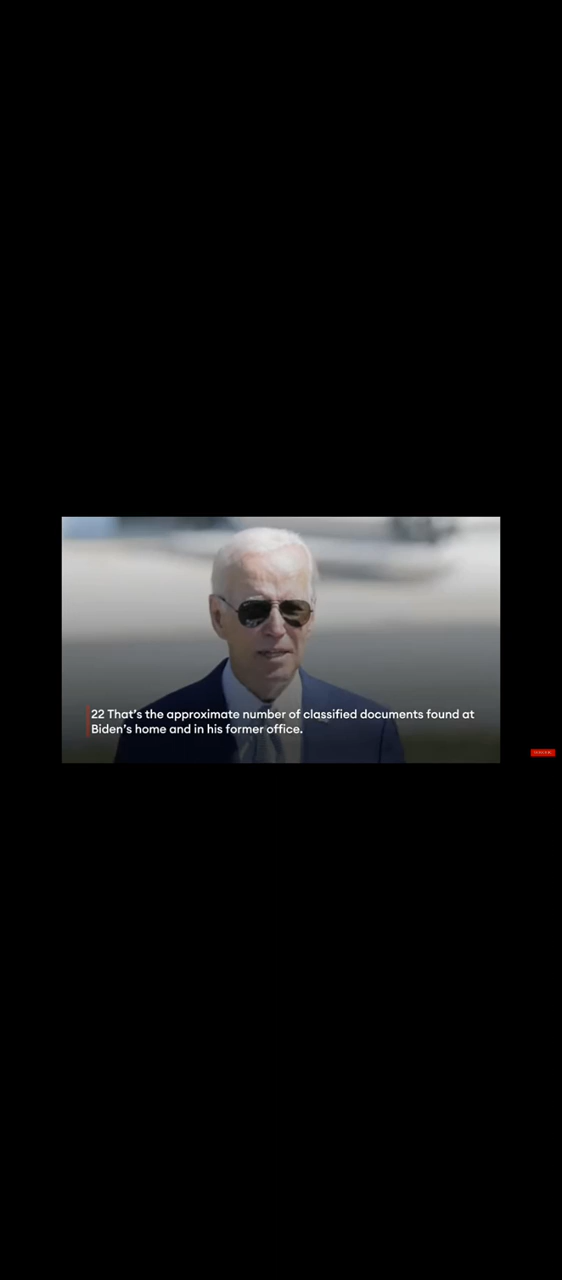 22 That's the approximate number of classified documents found at
Biden's home and in his former office.